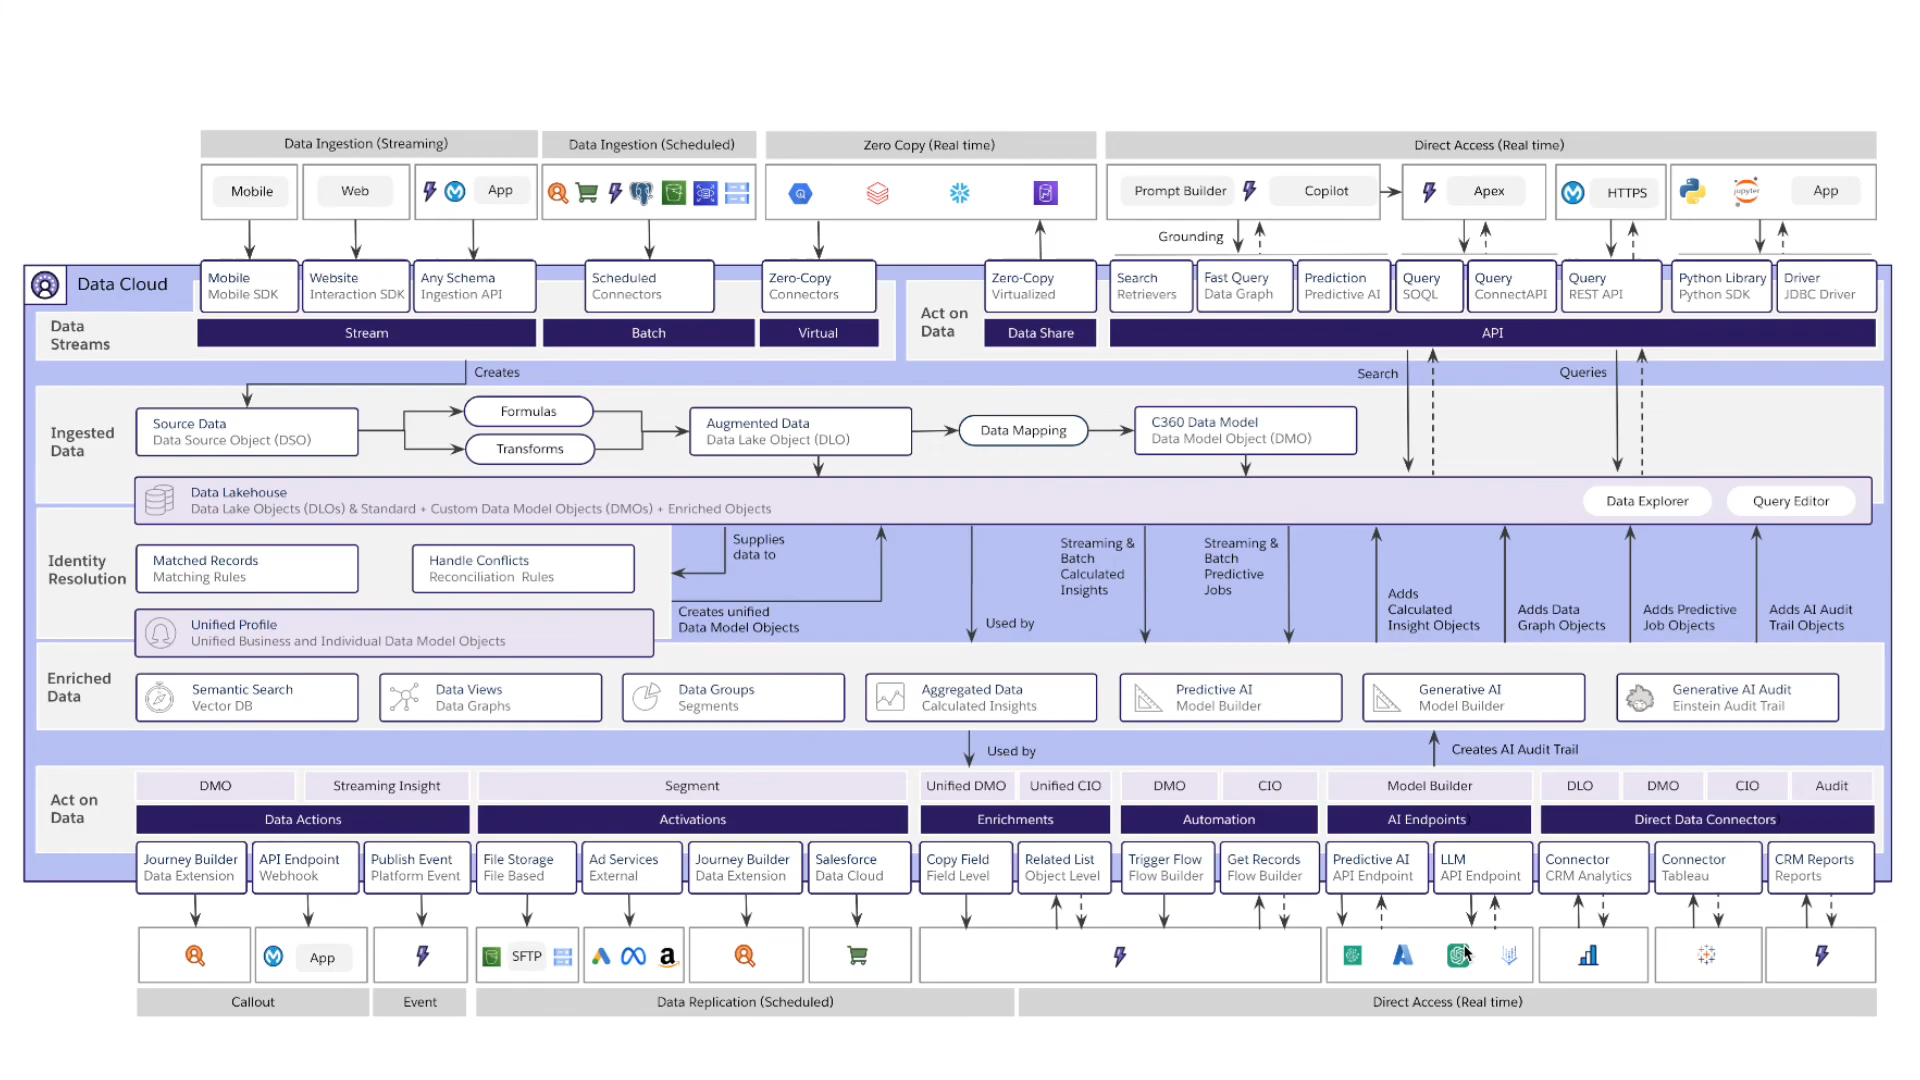 Data Ingestion (Streaming)
Data Ingestion (Scheduled)
Zero Copy (Real time)
Direct Access (Real time)
Mobile
Web
App
Prompt Builder
Copilot
Apex
HTTPS
jupyter
App
Grounding
Data Cloud
Mobile
Mobile SDK
Website
Interaction SDK
Any Schema
Ingestion API
Scheduled
Connectors
Zero-Copy
Connectors
Zero-Copy
Virtualized
Search
Retrievers
Fast Query
Data Graph
Prediction
Predictive AI
Query
SOQL
Query
ConnectAPI
Query
REST API
Python Library
Python SDK
Driver
JDBC Driver
Data
Streams
Stream
Batch
Virtual
Act on
Data
Data Share
API
Creates
Search
Queries
Ingested
Data
Source Data
Data Source Object (DSO)
Formulas
Transforms
Augmented Data
Data Lake Object (DLO)
Data Mapping
C360 Data Model
Data Model Object (DMO)
Data Lakehouse
Data Lake Objects (DLOs) & Standard + Custom Data Model Objects (DMOs) + Enriched Objects
Data Explorer
Query Editor
Identity
Resolution
Matched Records
Matching Rules
Handle Conflicts
Reconciliation Rules
Unified Profile
Unified Business and Individual Data Model Objects
Supplies
data to
Creates unified
Data Model Objects
Used by
Streaming &
Batch
Calculated
Insights
Streaming &
Batch
Predictive
Jobs
Adds
Calculated
Insight Objects
Adds Data
Graph Objects
Adds Predictive
Job Objects
Adds AI Audit
Trail Objects
Enriched
Data
Semantic Search
Vector DB
Data Views
Data Graphs
Data Groups
Segments
Aggregated Data
Calculated Insights
Predictive AI
Model Builder
Generative AI
Model Builder
Generative AI Audit
Einstein Audit Trail
Used by
Creates AI Audit Trail
Act on
Data
DMO
Streaming Insight
Segment
Unified DMO
Unified CIO
DMO
CIO
Model Builder
DLO
DMO
CIO
Audit
Data Actions
Activations
Enrichments
Automation
AI Endpoints
Direct Data Connectors
Journey Builder
Data Extension
API Endpoint
Webhook
Publish Event
Platform Event
File Storage
File Based
Ad Services
External
Journey Builder
Data Extension
Salesforce
Data Cloud
Copy Field
Field Level
Related List
Object Level
Trigger Flow
Flow Builder
Get Records
Flow Builder
Predictive AI
API Endpoint
LLM
API Endpoint
Connector
CRM Analytics
Connector
Tableau
CRM Reports
Reports
App
SFTP
a
Callout
Event
Data Replication (Scheduled)
Direct Access (Real time)